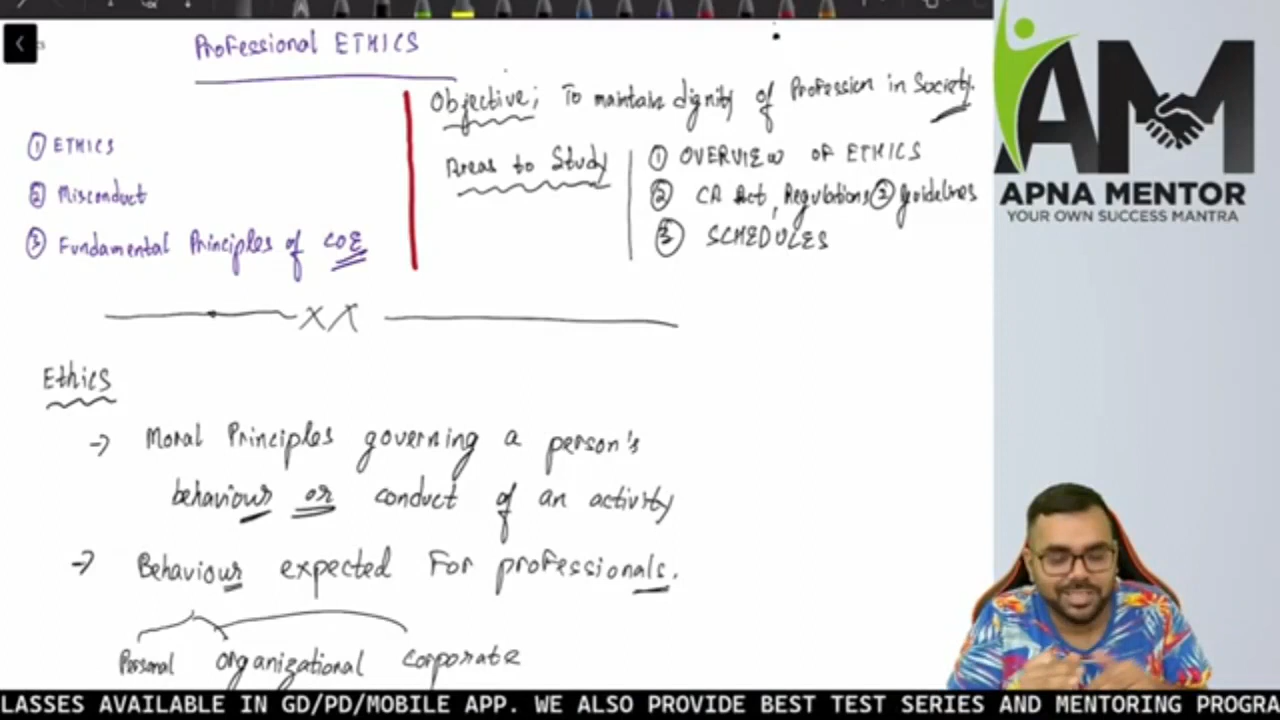 Professional ETHICS
① ETHICS
② Misconduct
③ Fundamental Principles of COE
Objective; To maintain dignity of Profession in Society.
Areas to Study
① OVERVIEW OF ETHICS
② CA Act, Regulations ② guidelines
③ SCHEDULES
XX
Ethics
→ Moral Principles governing a person's
behaviour or conduct of an activity
→ Behaviour expected For professionals.
Personal organizational corporate
AM
APNA MENTOR
YOUR OWN SUCCESS MANTRA
LASSES AVAILABLE IN GD/PD/MOBILE APP. WE ALSO PROVIDE BEST TEST SERIES AND MENTORING PROGRA